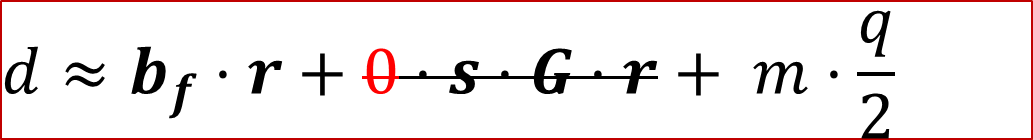 d ≈ b_f · r + 0 · s · G · r + m · q/2